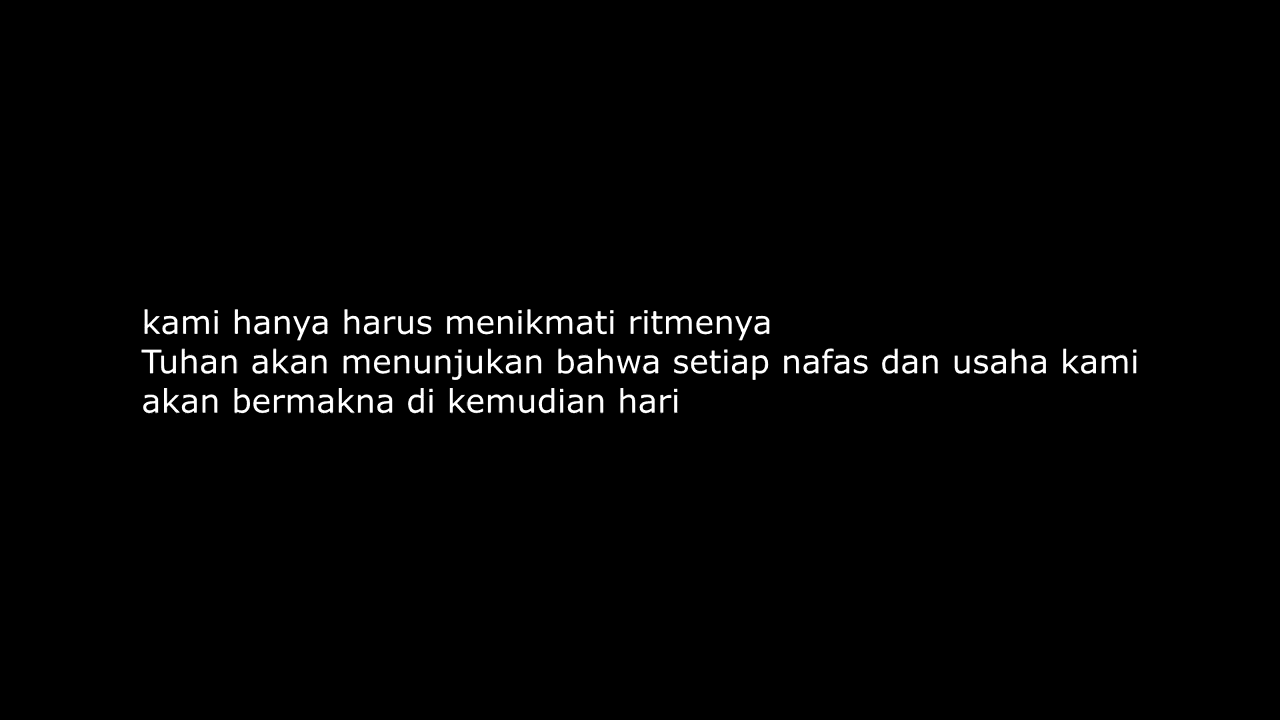 kami hanya harus menikmati ritmenya
Tuhan akan menunjukan bahwa setiap nafas dan usaha kami
akan bermakna di kemudian hari